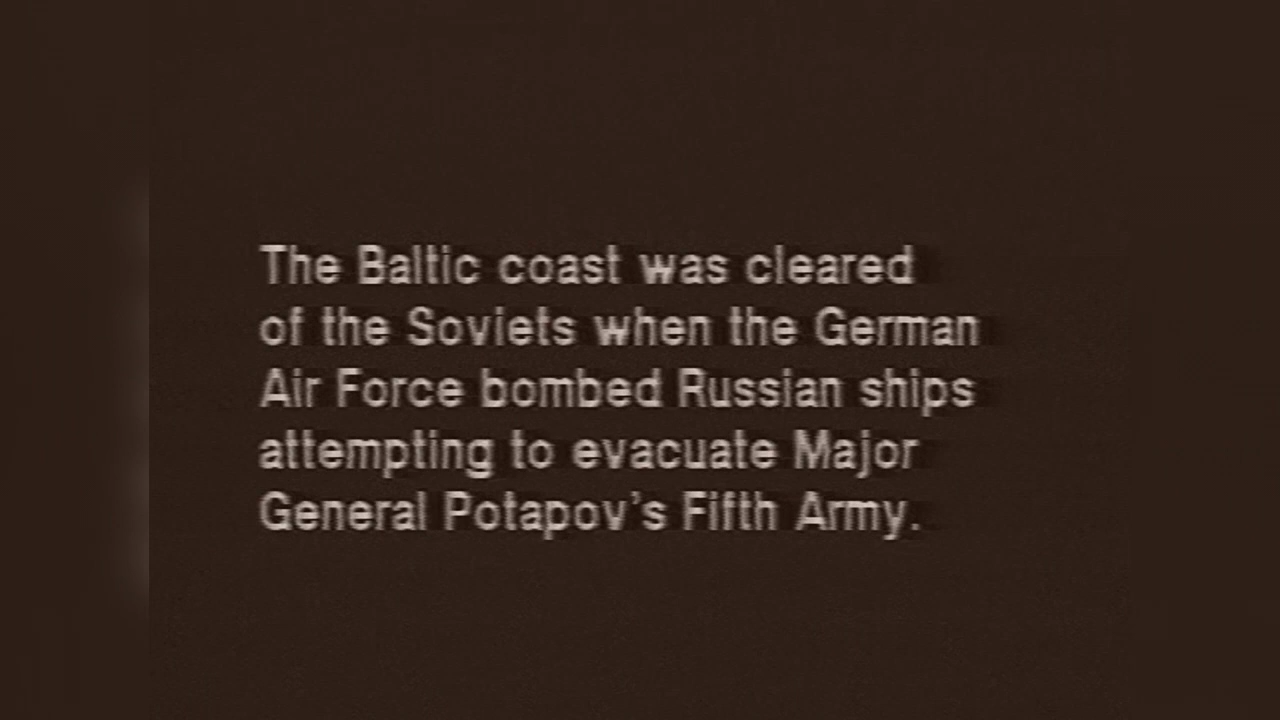 The Baltic coast was cleared
of the Soviets when the German
Air Force bombed Russian ships
attempting to evacuate Major
General Potapov's Fifth Army.